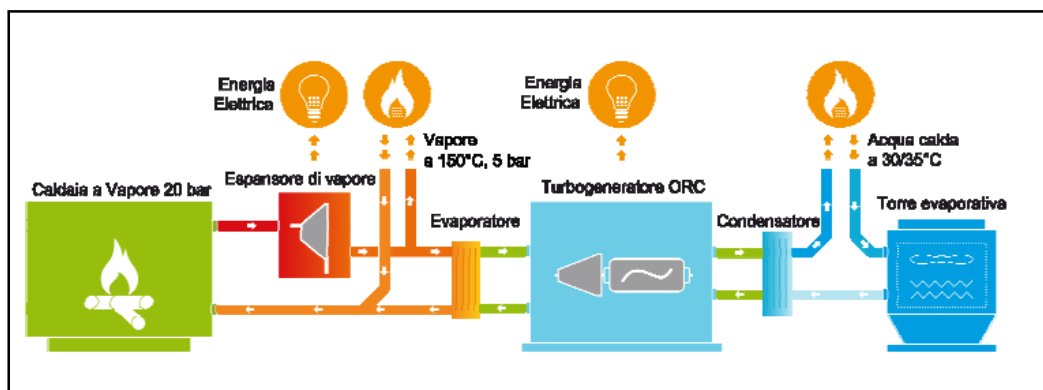 Energia
Elettrica
Vapore
a 150°C, 5 bar
Energia
Elettrica
Acqua calda
a 30/35°C
Caldaia a Vapore 20 bar
Espansore di vapore
Evaporatore
Turbogeneratore ORC
Condensatore
Torre evaporativa